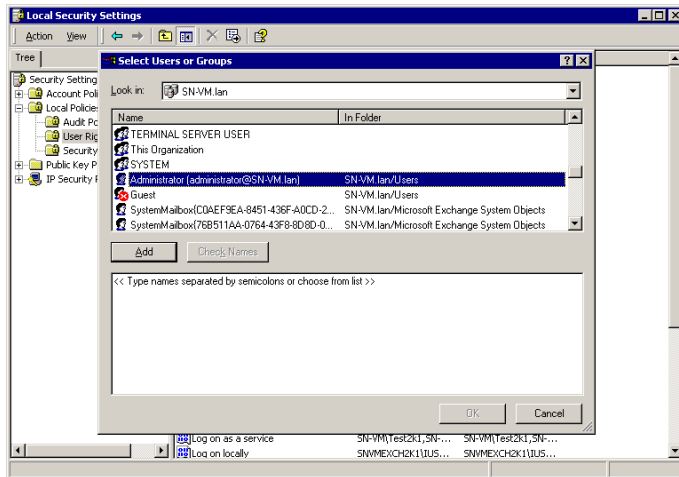 Local Security Settings
Action View
Tree
Security Setting
Account Poli
Local Policie
Audit Po
User Rig
Security
Public Key P
IP Security P
Select Users or Groups
Look in: SN-VM.lan
Name In Folder
TERMINAL SERVER USER
This Organization
SYSTEM
Administrator (administrator@SN-VM.lan) SN-VM.lan/Users
Guest SN-VM.lan/Users
SystemMailbox{C0AEF9EA-8451-436F-A0CD-2... SN-VM.lan/Microsoft Exchange System Objects
SystemMailbox{76B511AA-0764-43F8-8D8D-0... SN-VM.lan/Microsoft Exchange System Objects
Add Check Names
<< Type names separated by semicolons or choose from list >>
OK Cancel
Log on as a service SN-VM\Test2k1,SN-... SN-VM\Test2k1,SN-...
Log on locally SNVMEXCH2K1\IUS... SNVMEXCH2K1\IUS...